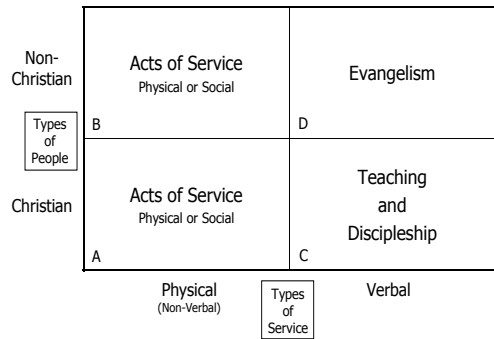 Non-
Christian
Acts of Service
Physical or Social
Evangelism
B
D
Types
of
People
Christian
Acts of Service
Physical or Social
Teaching
and
Discipleship
A
C
Physical
(Non-Verbal)
Types
of
Service
Verbal